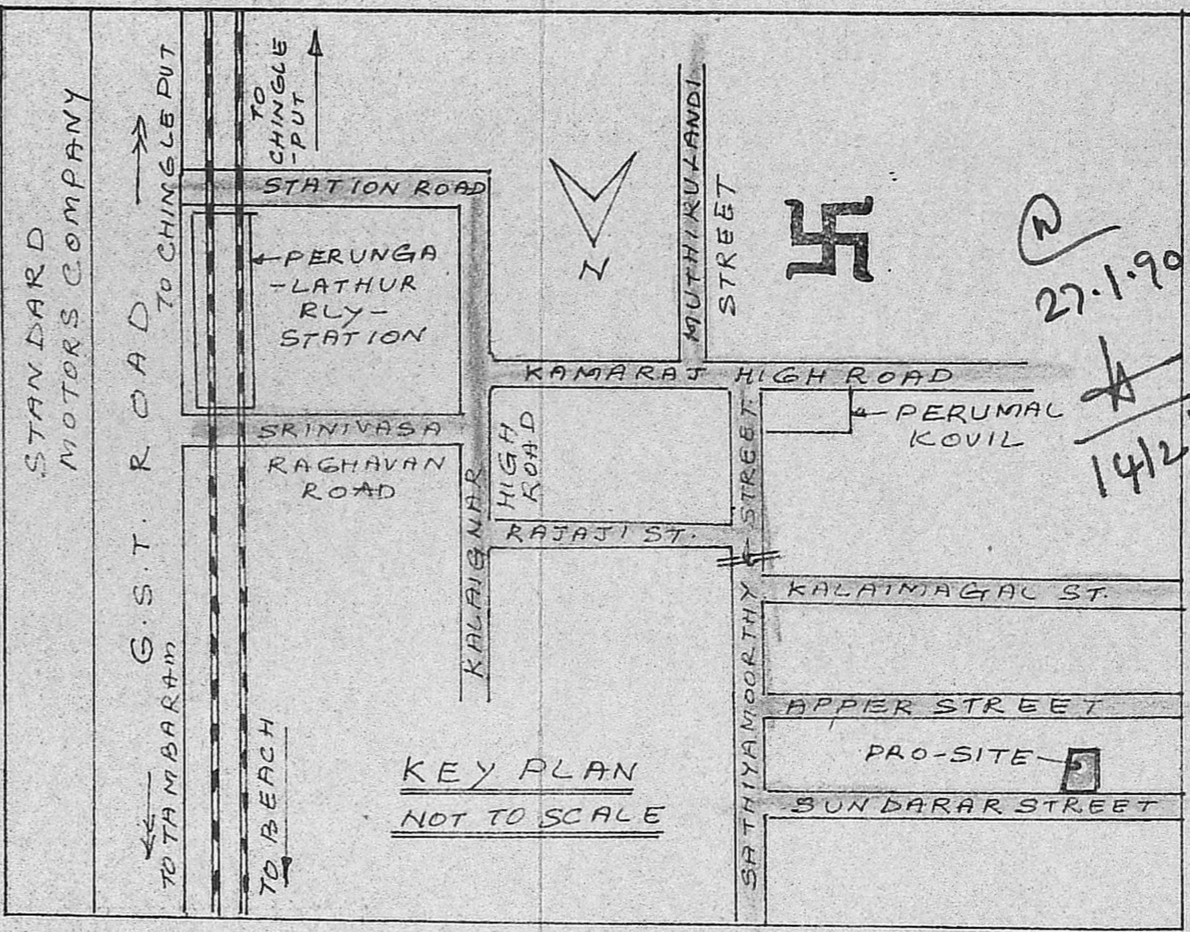 STANDARD
MOTORS COMPANY
G.S.T. ROAD
TO CHINGLEPUT
TO TAMBARAM
TO
CHINGLE
-PUT
TO BEACH
STATION ROAD
PERUNGA
-LATHUR
RLY-
STATION
SRINIVASA
RAGHAVAN
ROAD
KALAIGNAR
HIGH
ROAD
N
MUTHIRULANDI
STREET
KAMARAJ HIGH ROAD
PERUMAL
KOVIL
RAJAJI ST.
SATHIYAMOORTHY STREET
KALAIMAGAL ST.
APPER STREET
PRO-SITE
SUNDARAR STREET
KEY PLAN
NOT TO SCALE
27.1.90
14/2